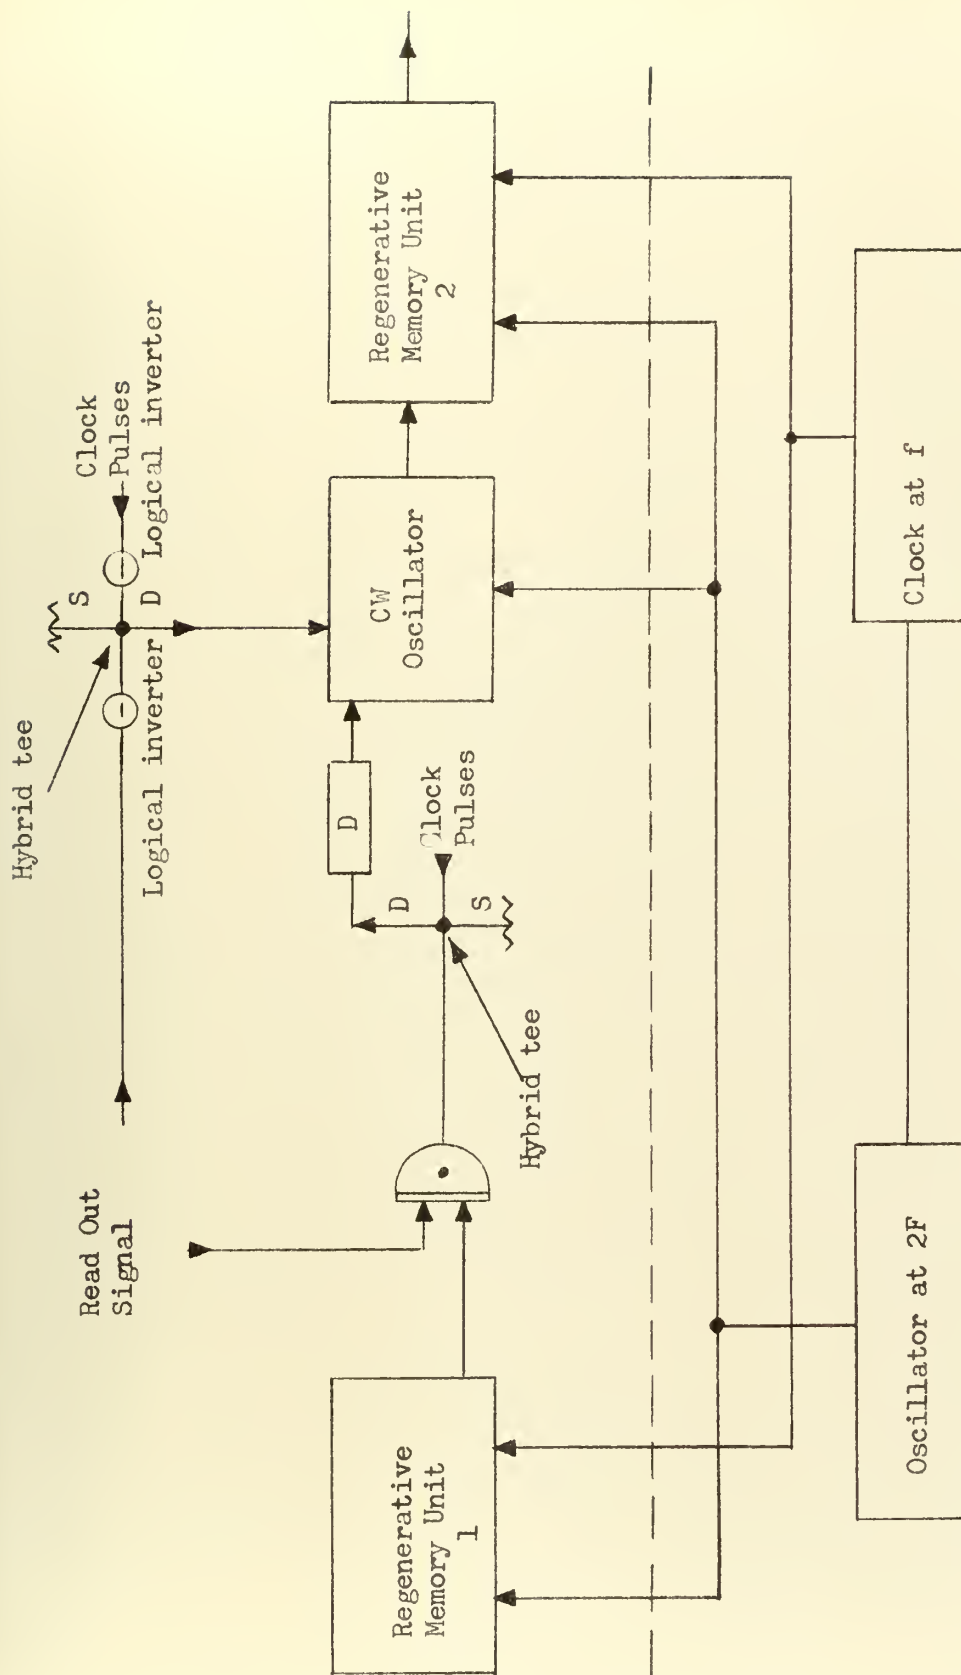 Read Out
Signal
Hybrid tee
S
D
Clock
Pulses
Logical inverter
Logical inverter
Regenerative
Memory Unit
1
D
D
S
Clock
Pulses
Hybrid tee
CW
Oscillator
Regenerative
Memory Unit
2
Oscillator at 2F
Clock at f